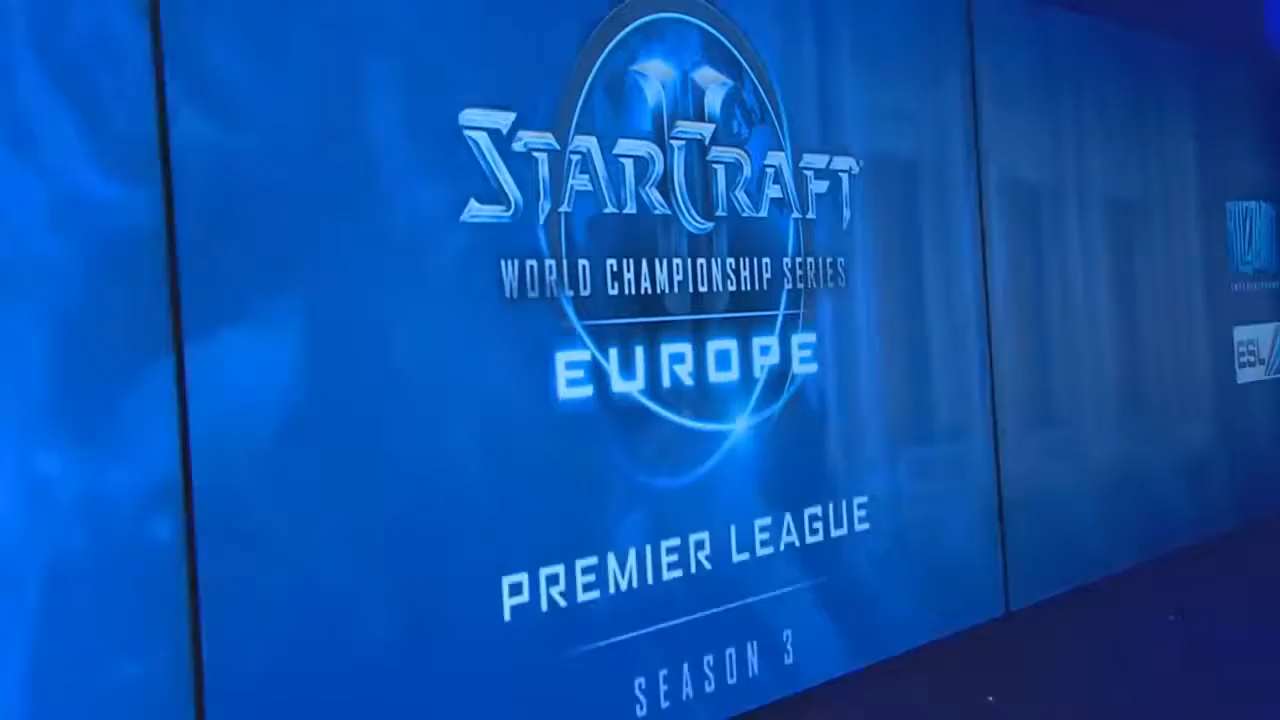 STARCRAFT
WORLD CHAMPIONSHIP SERIES
EUROPE
PREMIER LEAGUE
SEASON 3
ESL